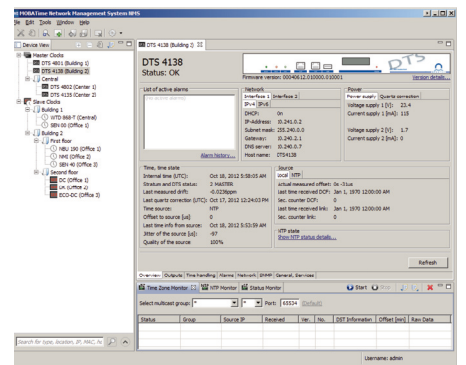 MOBATime Network Management System NMS
File Edit Tools Window Help
Device View
Master Clocks
DTS 4801 (Building 1)
DTS 4138 (Building 2)
Central
DTS 4802 (Center 1)
DTS 4135 (Center 2)
Slave Clocks
Building 1
WTD 868-T (Central)
SEN 00 (Office 1)
Building 2
First floor
NBU 190 (Office 1)
NMI (Office 2)
SEN 40 (Office 3)
Second floor
DC (Office 1)
(Office 2)
ECO-DC (Office 3)
Search for type, location, IP, MAC, No
DTS 4138 (Building 2)
DTS 4138
Status: OK
DTS
Firmware version: 00040612.010000.010001
Version details...
List of active alarms
(No active alarms)
Alarm history...
Network
Interface 1 Interface 2
IPv4 IPv6
DHCP: On
IP-Address: 10.241.0.2
Subnet mask: 255.240.0.0
Gateway: 10.240.2.1
DNS server: 10.240.0.7
Host name: DTS4138
Power
Power supply Quartz correction
Voltage supply 1 [V]: 23.4
Current supply 1 [mA]: 115
Voltage supply 2 [V]: 1.7
Current supply 2 [mA]: 0
Time, time state
Internal time (UTC): Oct 18, 2012 5:58:05 AM
Stratum and DTS status: 2 MASTER
Last measured drift: -0.0238ppm
Last quartz correction (UTC): Oct 17, 2012 12:24:03 PM
Time source: NTP
Offset to source [us]: 0
Last time info from source: Oct 18, 2012 5:53:59 AM
Jitter of the source [us]: -97
Quality of the source 100%
Source
Local NTP
actual measured offset: 0s -31us
last time received DCF: Jan 1, 1970 12:00:00 AM
Sec. counter DCF: 0
last time received link: Jan 1, 1970 12:00:00 AM
Sec. counter link: 0
NTP state
Show NTP status details...
Refresh
Overview Outputs Time handling Alarms Network SNMP General, Services
Time Zone Monitor NTP Monitor Status Monitor
Start Stop
Select multicast group: * * Port: 65534 (Default)
Status Group Source IP Received Ver. No. DST Information Offset [min] Raw Data
Username: admin